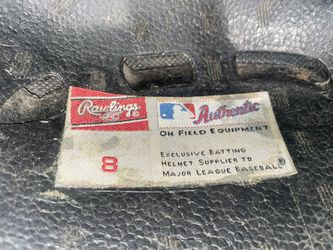 Rawlings®
Authentic
ON FIELD EQUIPMENT
8
EXCLUSIVE BATTING
HELMET SUPPLIER TO
MAJOR LEAGUE BASEBALL®